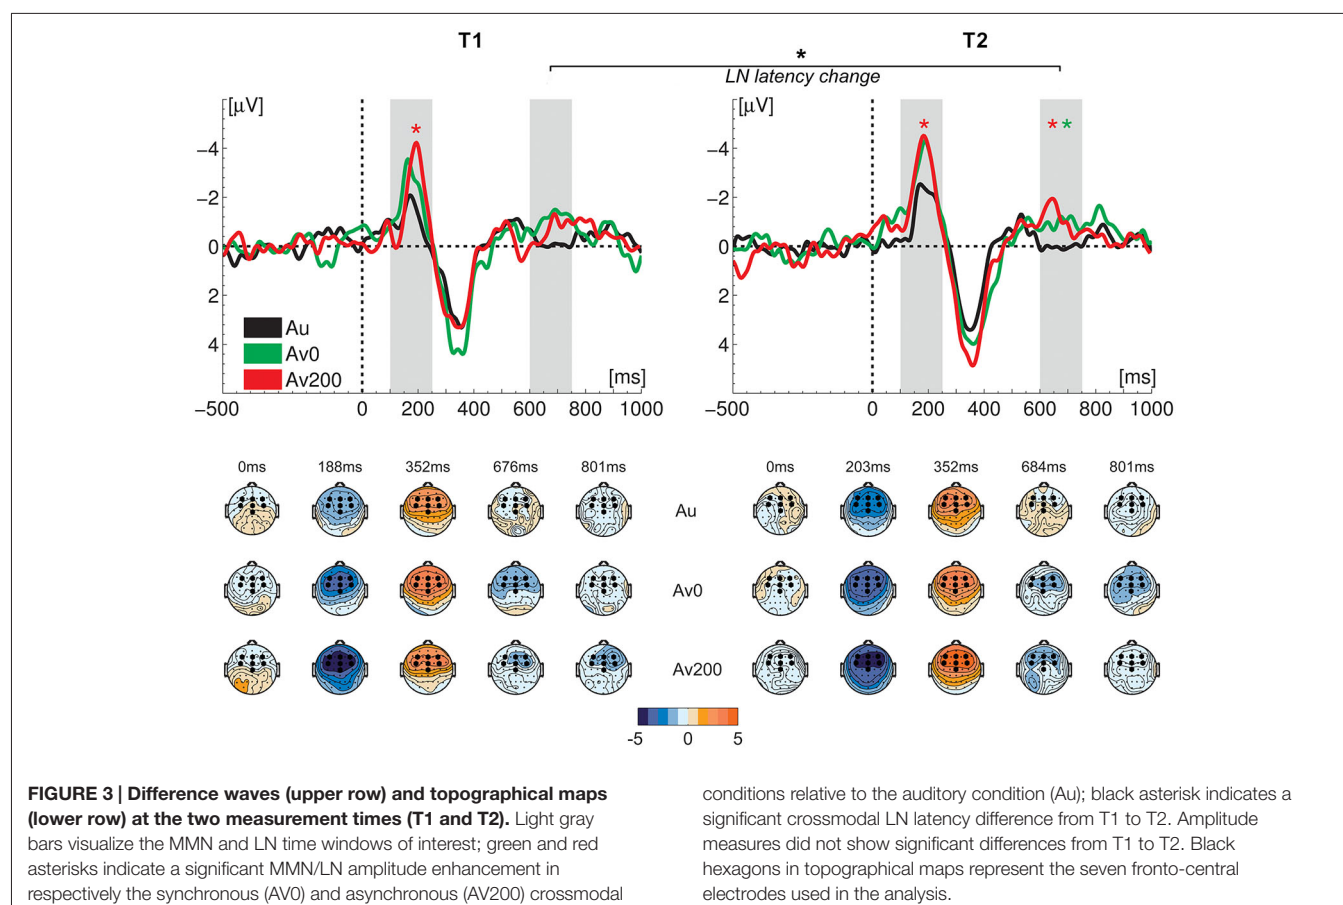 T1
T2
*
LN latency change
[µV]
[µV]
*
*
* *
−4
−2
0
2
4
−4
−2
0
2
4
Au
Av0
Av200
[ms]
[ms]
−500 0 200 400 600 800 1000
−500 0 200 400 600 800 1000
0ms 188ms 352ms 676ms 801ms
0ms 203ms 352ms 684ms 801ms
Au
Av0
Av200
-5 0 5
FIGURE 3 | Difference waves (upper row) and topographical maps
(lower row) at the two measurement times (T1 and T2). Light gray
bars visualize the MMN and LN time windows of interest; green and red
asterisks indicate a significant MMN/LN amplitude enhancement in
respectively the synchronous (AV0) and asynchronous (AV200) crossmodal
conditions relative to the auditory condition (Au); black asterisk indicates a
significant crossmodal LN latency difference from T1 to T2. Amplitude
measures did not show significant differences from T1 to T2. Black
hexagons in topographical maps represent the seven fronto-central
electrodes used in the analysis.